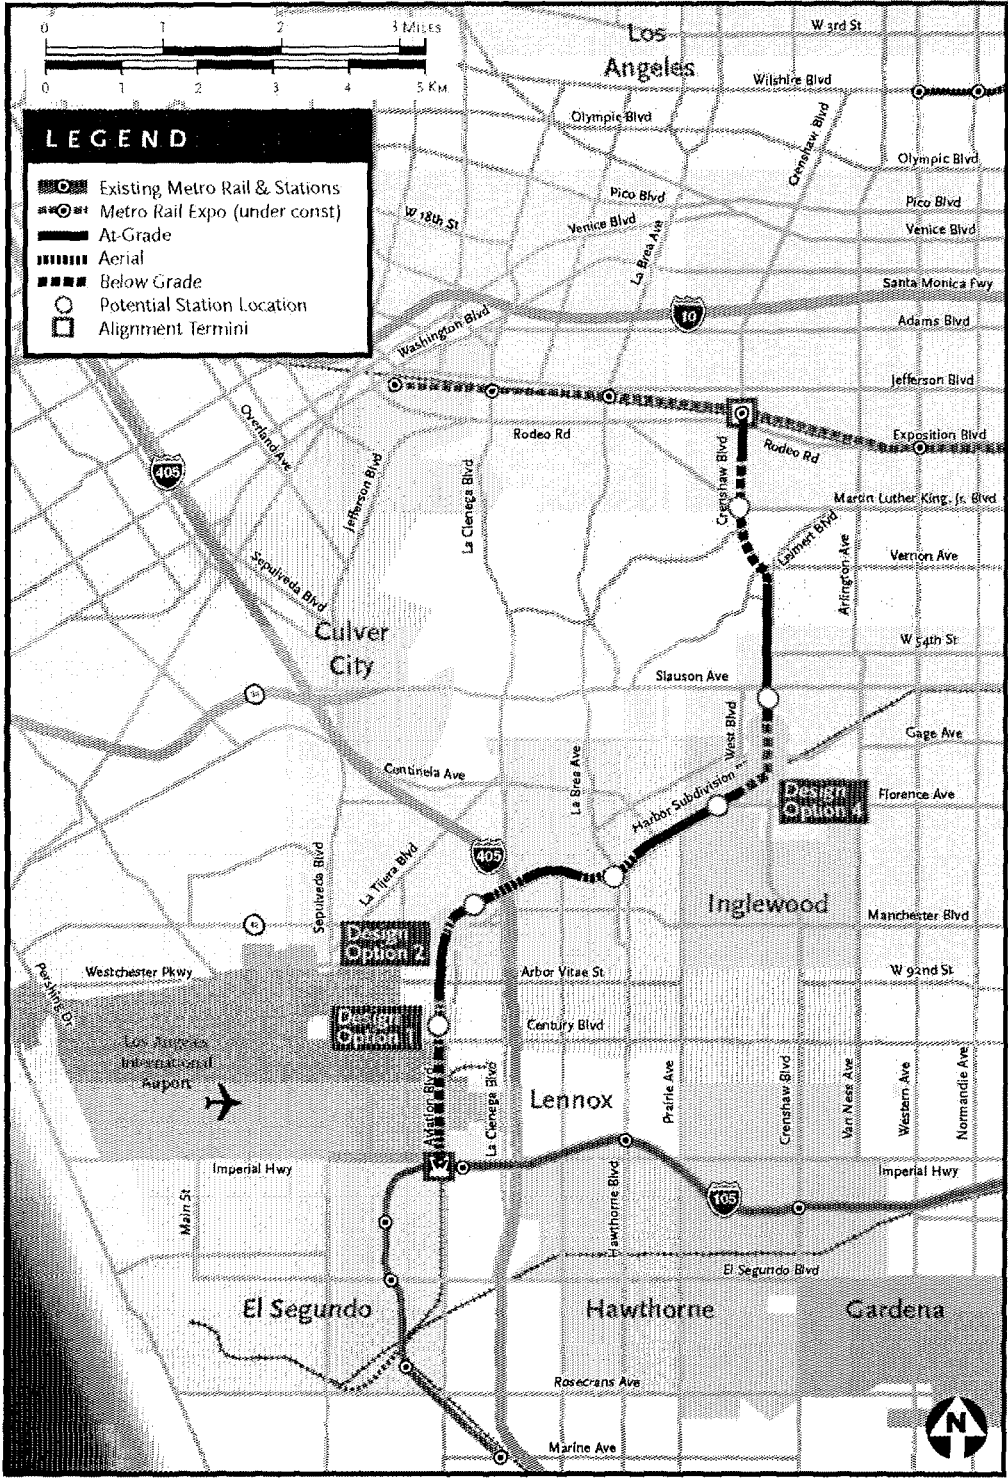 0 1 2 3 MILES
0 1 2 3 4 5 KM
LEGEND
Existing Metro Rail & Stations
Metro Rail Expo (under const)
At-Grade
Aerial
Below Grade
Potential Station Location
Alignment Termini
Los
Angeles
W 3rd St
Wilshire Blvd
Olympic Blvd
Crenshaw Blvd
Olympic Blvd
Pico Blvd
Pico Blvd
W 18th St
Venice Blvd
Venice Blvd
La Brea Ave
Santa Monica Fwy
10
Washington Blvd
Adams Blvd
Jefferson Blvd
Overland Ave
Rodeo Rd
Rodeo Rd
Exposition Blvd
405
Jefferson Blvd
La Cienega Blvd
Crenshaw Blvd
Martin Luther King, Jr. Blvd
Leimert Blvd
Arlington Ave
Vernon Ave
Sepulveda Blvd
Culver
City
W 54th St
Slauson Ave
West Blvd
Gage Ave
Centinela Ave
La Brea Ave
Harbor Subdivision
Design
Option 4
Florence Ave
405
Sepulveda Blvd
La Tijera Blvd
Inglewood
Manchester Blvd
Design
Option 2
Westchester Pkwy
Arbor Vitae St
W 92nd St
Pershing Dr
Design
Option 1
Century Blvd
Los Angeles
International
Airport
Aviation Blvd
La Cienega Blvd
Lennox
Prairie Ave
Crenshaw Blvd
Van Ness Ave
Western Ave
Normandie Ave
Imperial Hwy
Imperial Hwy
Main St
Hawthorne Blvd
105
El Segundo Blvd
El Segundo
Hawthorne
Gardena
Rosecrans Ave
Marine Ave
N